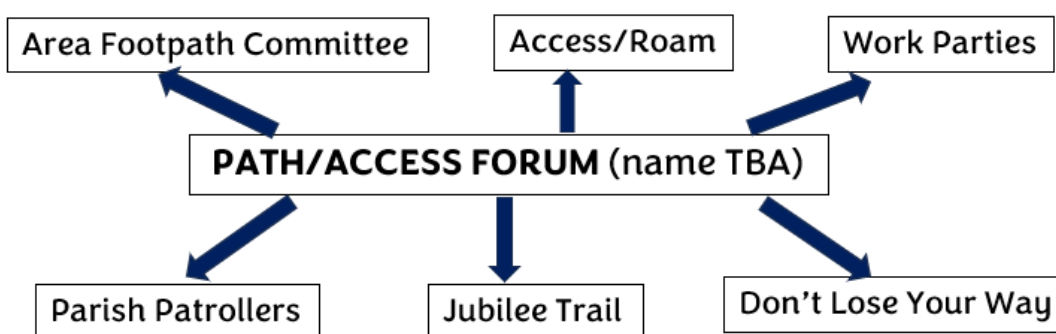 Area Footpath Committee
Access/Roam
Work Parties
PATH/ACCESS FORUM (name TBA)
Parish Patrollers
Jubilee Trail
Don’t Lose Your Way